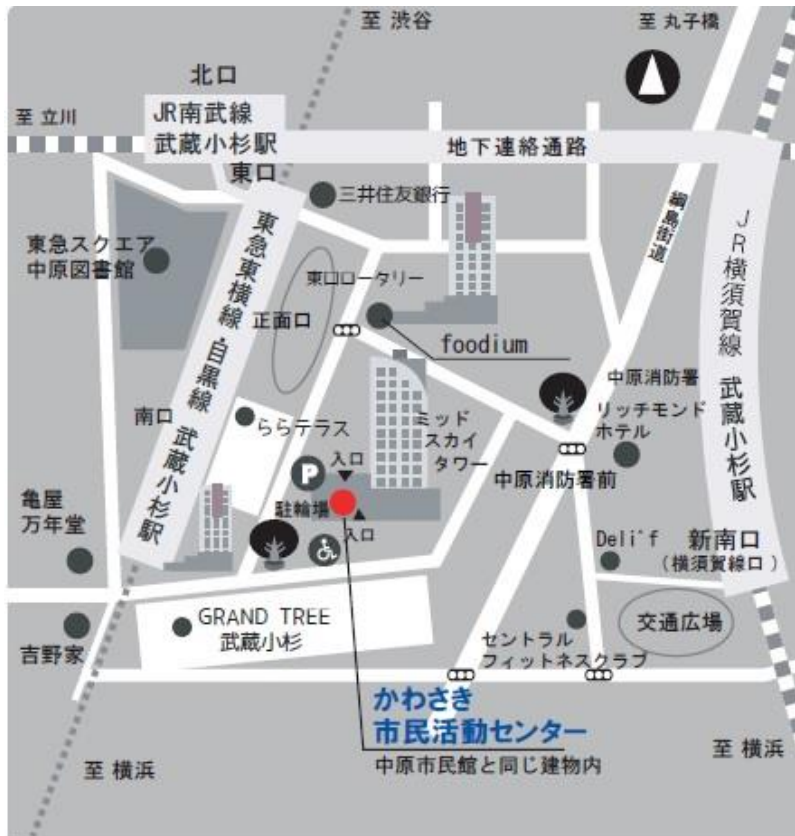 至 渋谷
至 丸子橋
北口
至 立川
JR南武線
武蔵小杉駅
東口
地下連絡通路
三井住友銀行
綱島街道
東急スクエア
中原図書館
東急東横線 目黒線 武蔵小杉駅
東口ロータリー
正面口
foodium
JR横須賀線 武蔵小杉駅
中原消防署
リッチモンド
ホテル
南口
ららテラス
ミッド
スカイ
タワー
中原消防署前
P
入口
駐輪場
入口
亀屋
万年堂
Deli'f
新南口
(横須賀線口)
GRAND TREE
武蔵小杉
交通広場
吉野家
セントラル
フィットネスクラブ
かわさき
市民活動センター
中原市民館と同じ建物内
至 横浜
至 横浜